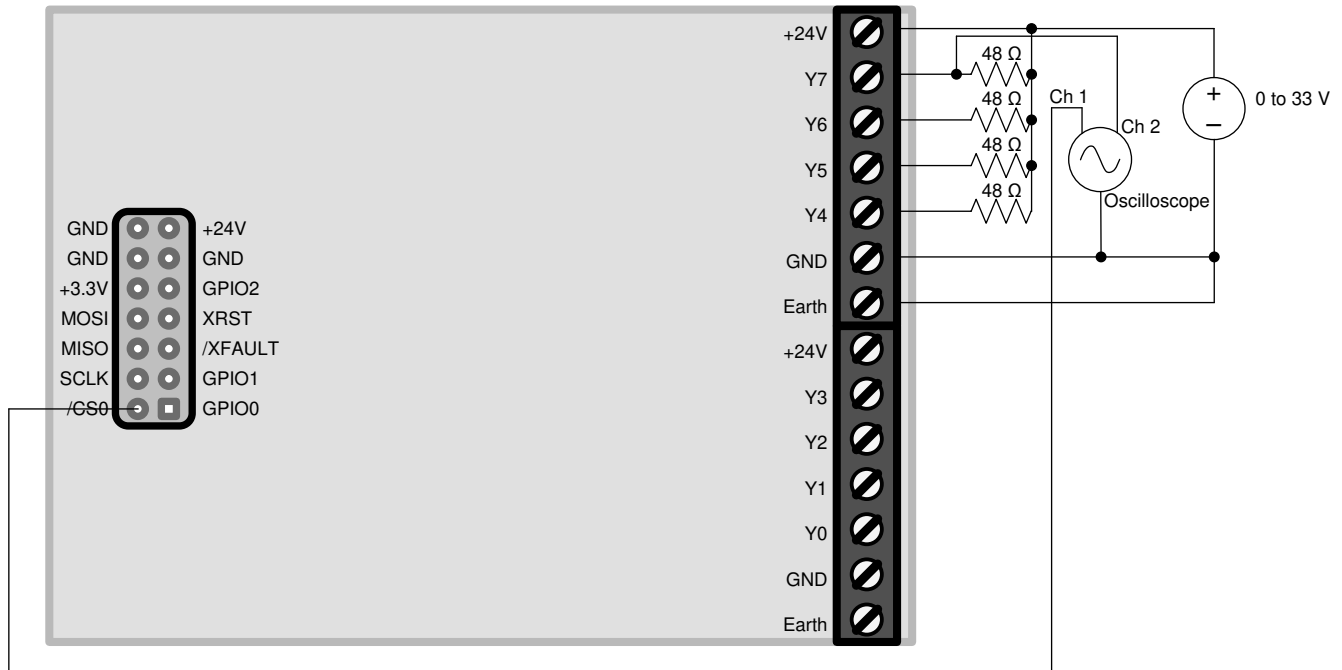 +24V
Y7
Y6
Y5
Y4
GND
Earth
+24V
Y3
Y2
Y1
Y0
GND
Earth
48 Ω
48 Ω
48 Ω
48 Ω
Ch 1
Ch 2
Oscilloscope
+
−
0 to 33 V
GND +24V
GND GND
+3.3V GPIO2
MOSI XRST
MISO /XFAULT
SCLK GPIO1
/CS0 GPIO0